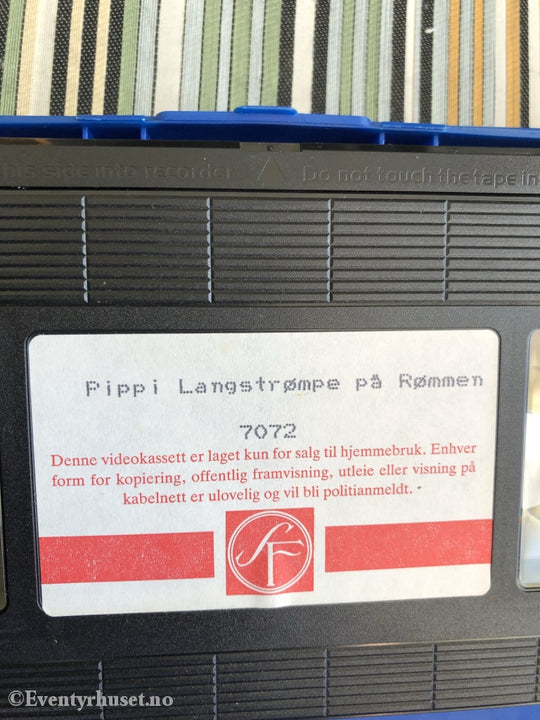 this side into recorder Do not touch the tape in
Pippi Langstrømpe på Rømmen
7072
Denne videokassett er laget kun for salg til hjemmebruk. Enhver
form for kopiering, offentlig framvisning, utleie eller visning på
kabelnett er ulovelig og vil bli politianmeldt.
SF
©Eventyrhuset.no